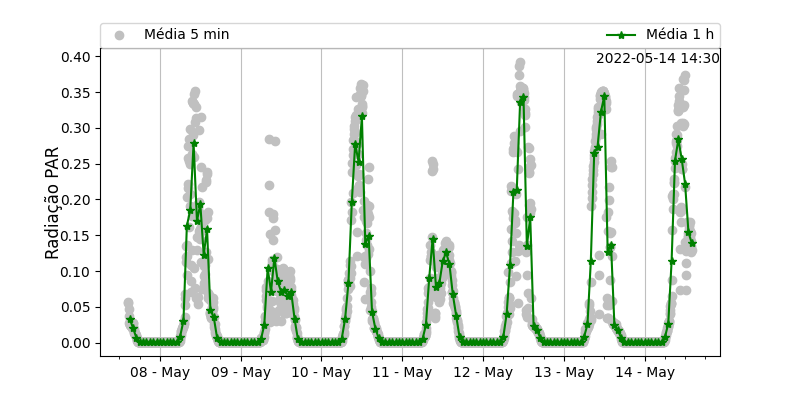 Média 5 min
Média 1 h
2022-05-14 14:30
Radiação PAR
0.40
0.35
0.30
0.25
0.20
0.15
0.10
0.05
0.00
08 - May
09 - May
10 - May
11 - May
12 - May
13 - May
14 - May